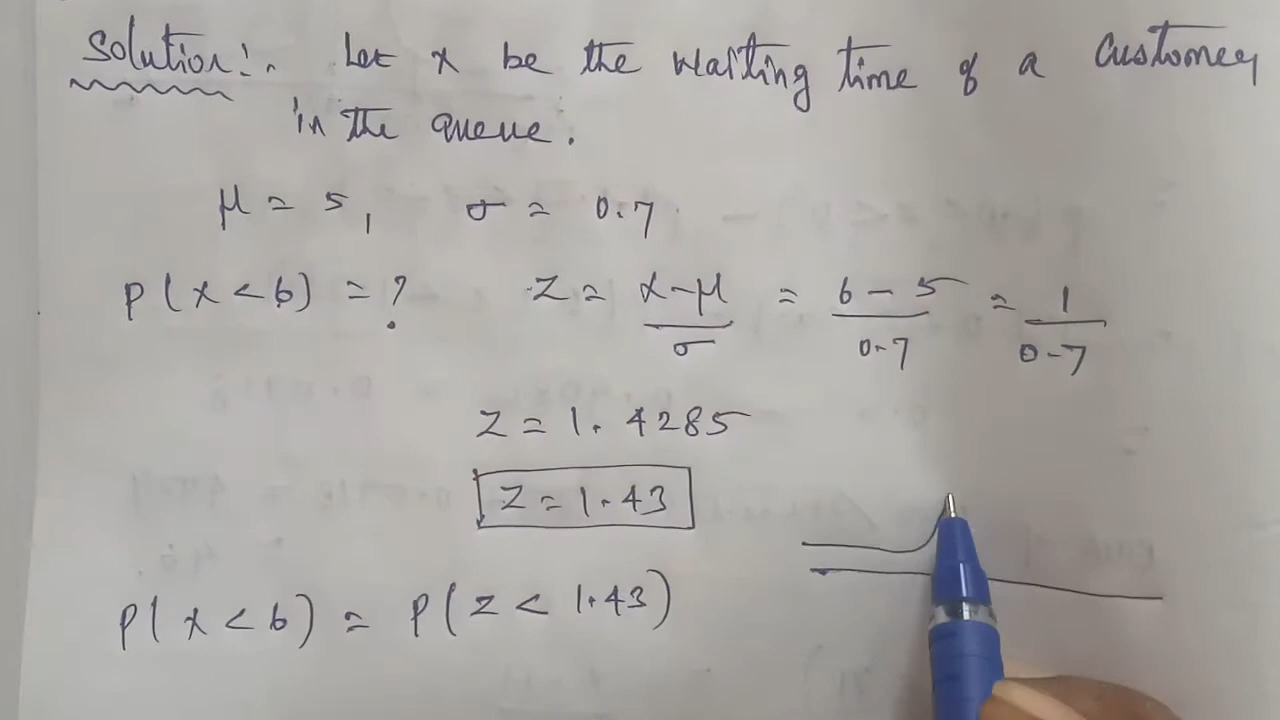 Solution:. Let x be the waiting time of a customer
in the queue.
μ = 5, σ = 0.7
P(x < 6) = ? Z = x-μ/σ = 6-5/0.7 = 1/0.7
Z = 1.4285
Z = 1.43
P(x < 6) = P(Z < 1.43)